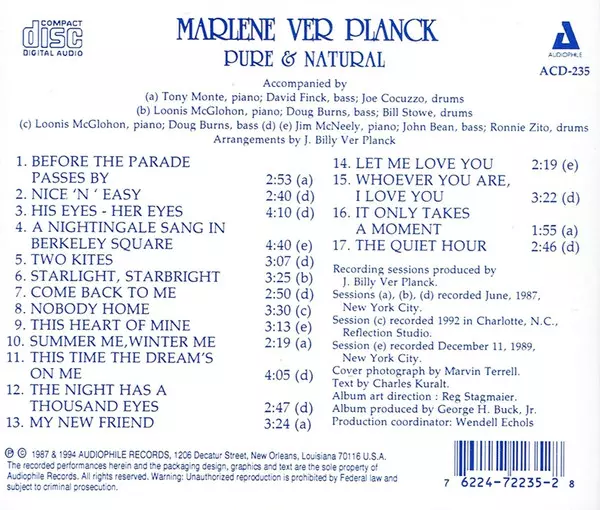 COMPACT
disc
DIGITAL AUDIO
MARLENE VER PLANCK
PURE & NATURAL
AUDIOPHILE
ACD-235
Accompanied by
(a) Tony Monte, piano; David Finck, bass; Joe Cocuzzo, drums
(b) Loonis McGlohon, piano; Doug Burns, bass; Bill Stowe, drums
(c) Loonis McGlohon, piano; Doug Burns, bass (d) (e) Jim McNeely, piano; John Bean, bass; Ronnie Zito, drums
Arrangements by J. Billy Ver Planck
1. BEFORE THE PARADE
PASSES BY 2:53 (a)
2. NICE 'N ' EASY 2:40 (d)
3. HIS EYES - HER EYES 4:10 (d)
4. A NIGHTINGALE SANG IN
BERKELEY SQUARE 4:40 (e)
5. TWO KITES 3:07 (d)
6. STARLIGHT, STARBRIGHT 3:25 (b)
7. COME BACK TO ME 2:50 (d)
8. NOBODY HOME 3:30 (c)
9. THIS HEART OF MINE 3:13 (e)
10. SUMMER ME,WINTER ME 2:19 (a)
11. THIS TIME THE DREAM'S
ON ME 4:05 (d)
12. THE NIGHT HAS A
THOUSAND EYES 2:47 (d)
13. MY NEW FRIEND 3:24 (a)
14. LET ME LOVE YOU 2:19 (e)
15. WHOEVER YOU ARE,
I LOVE YOU 3:22 (d)
16. IT ONLY TAKES
A MOMENT 1:55 (a)
17. THE QUIET HOUR 2:46 (d)
Recording sessions produced by
J. Billy Ver Planck.
Sessions (a), (b), (d) recorded June, 1987,
New York City.
Session (c) recorded 1992 in Charlotte, N.C.,
Reflection Studio.
Session (e) recorded December 11, 1989,
New York City.
Cover photograph by Marvin Terrell.
Text by Charles Kuralt.
Album art direction : Reg Stagmaier.
Album produced by George H. Buck, Jr.
Production coordinator: Wendell Echols
℗ © 1987 & 1994 AUDIOPHILE RECORDS, 1206 Decatur Street, New Orleans, Louisiana 70116 U.S.A.
The recorded performances herein and the packaging design, graphics and text are the sole property of
Audiophile Records. All rights reserved. Warning: Unauthorized reproduction is prohibited by Federal law and
subject to criminal prosecution.
7 76224-72235-2 8